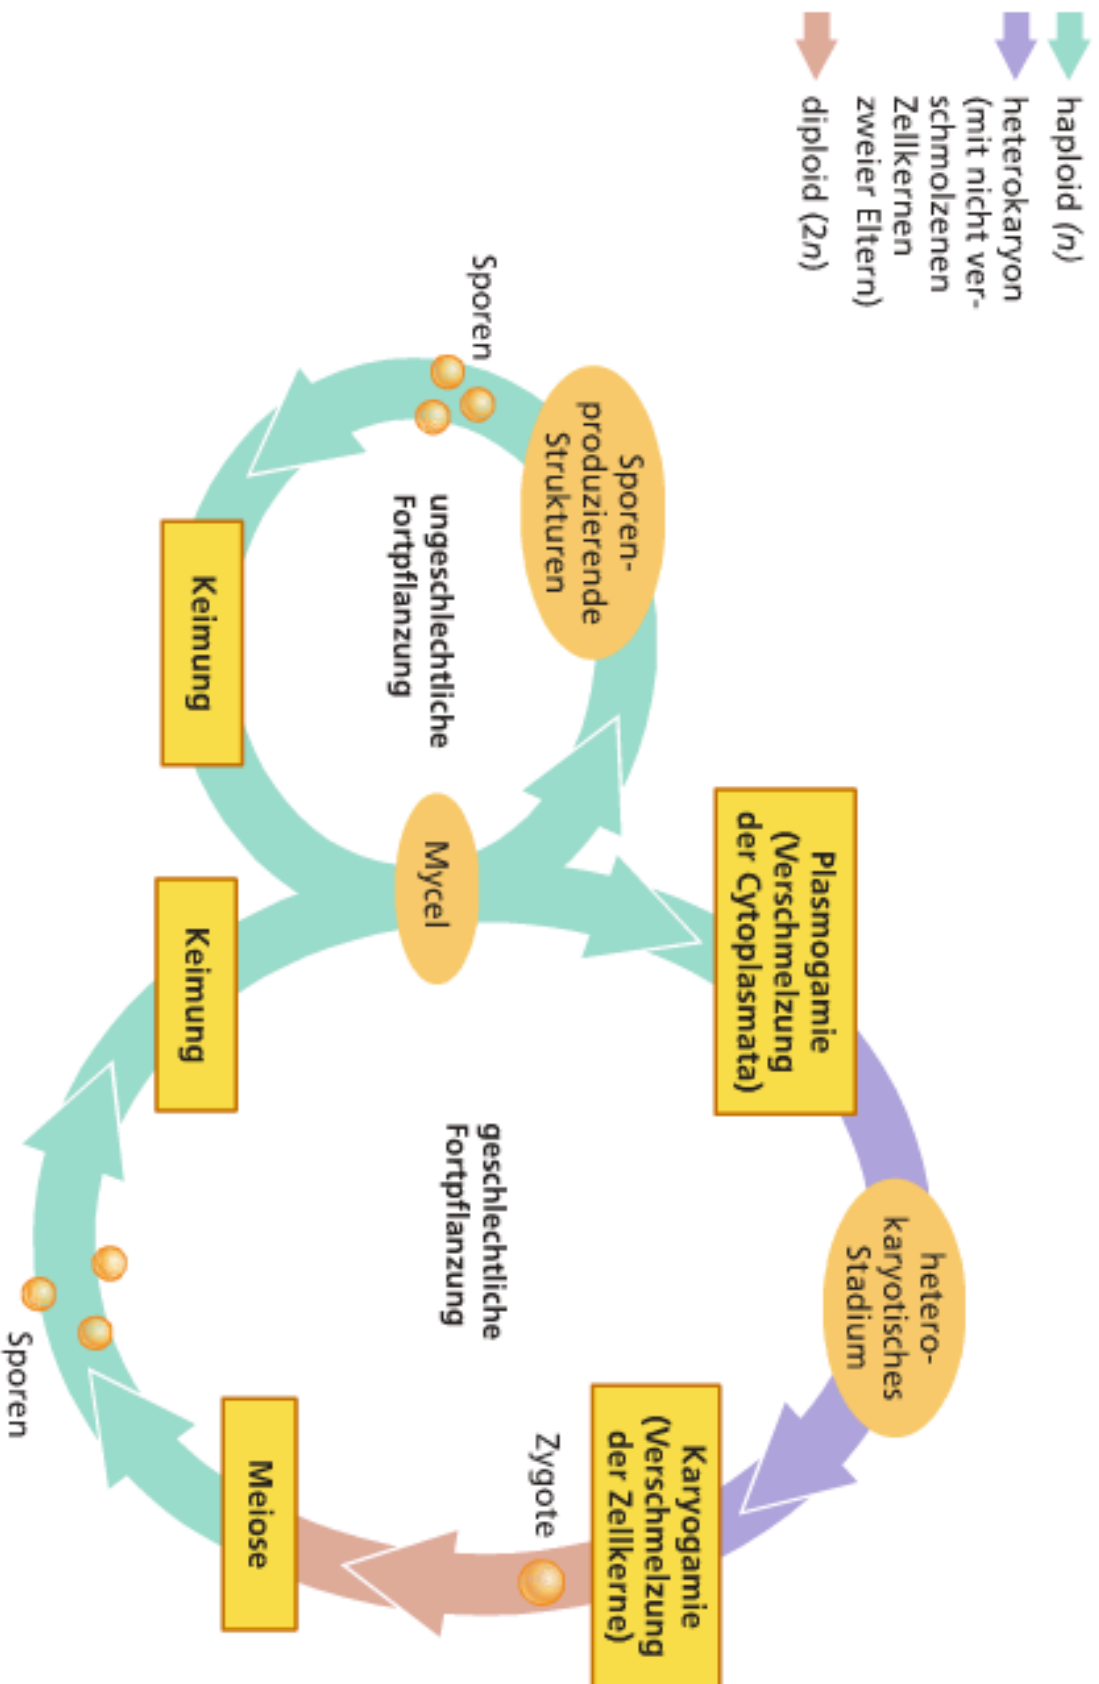 haploid (n)
heterokaryon
(mit nicht ver-
schmolzenen
Zellkernen
zweier Eltern)
diploid (2n)
Sporen-
produzierende
Strukturen
Sporen
ungeschlechtliche
Fortpflanzung
Keimung
Mycel
Plasmogamie
(Verschmelzung
der Cytoplasmata)
hetero-
karyotisches
Stadium
Karyogamie
(Verschmelzung
der Zellkerne)
Zygote
geschlechtliche
Fortpflanzung
Keimung
Meiose
Sporen